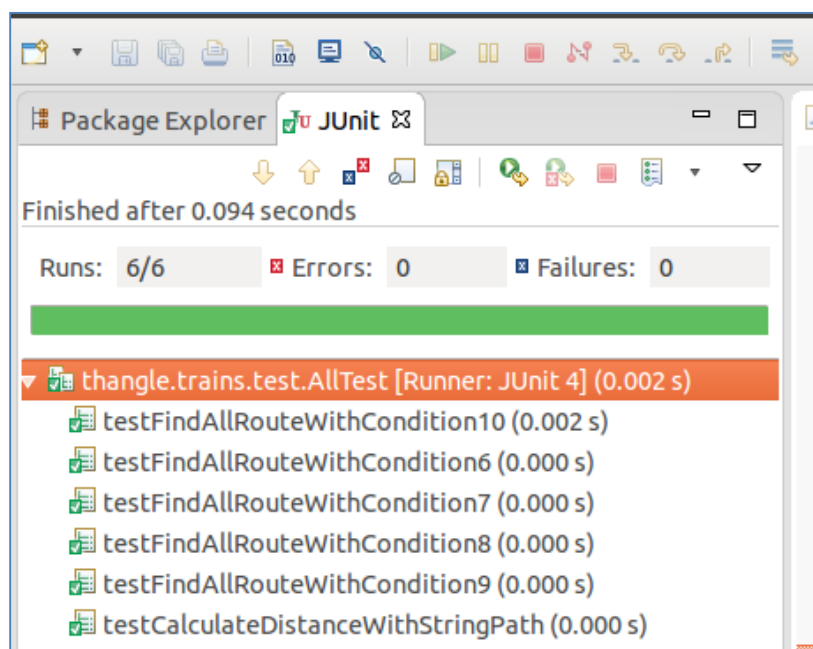 Package Explorer JUnit
Finished after 0.094 seconds
Runs: 6/6 Errors: 0 Failures: 0
thangle.trains.test.AllTest [Runner: JUnit 4] (0.002 s)
testFindAllRouteWithCondition10 (0.002 s)
testFindAllRouteWithCondition6 (0.000 s)
testFindAllRouteWithCondition7 (0.000 s)
testFindAllRouteWithCondition8 (0.000 s)
testFindAllRouteWithCondition9 (0.000 s)
testCalculateDistanceWithStringPath (0.000 s)